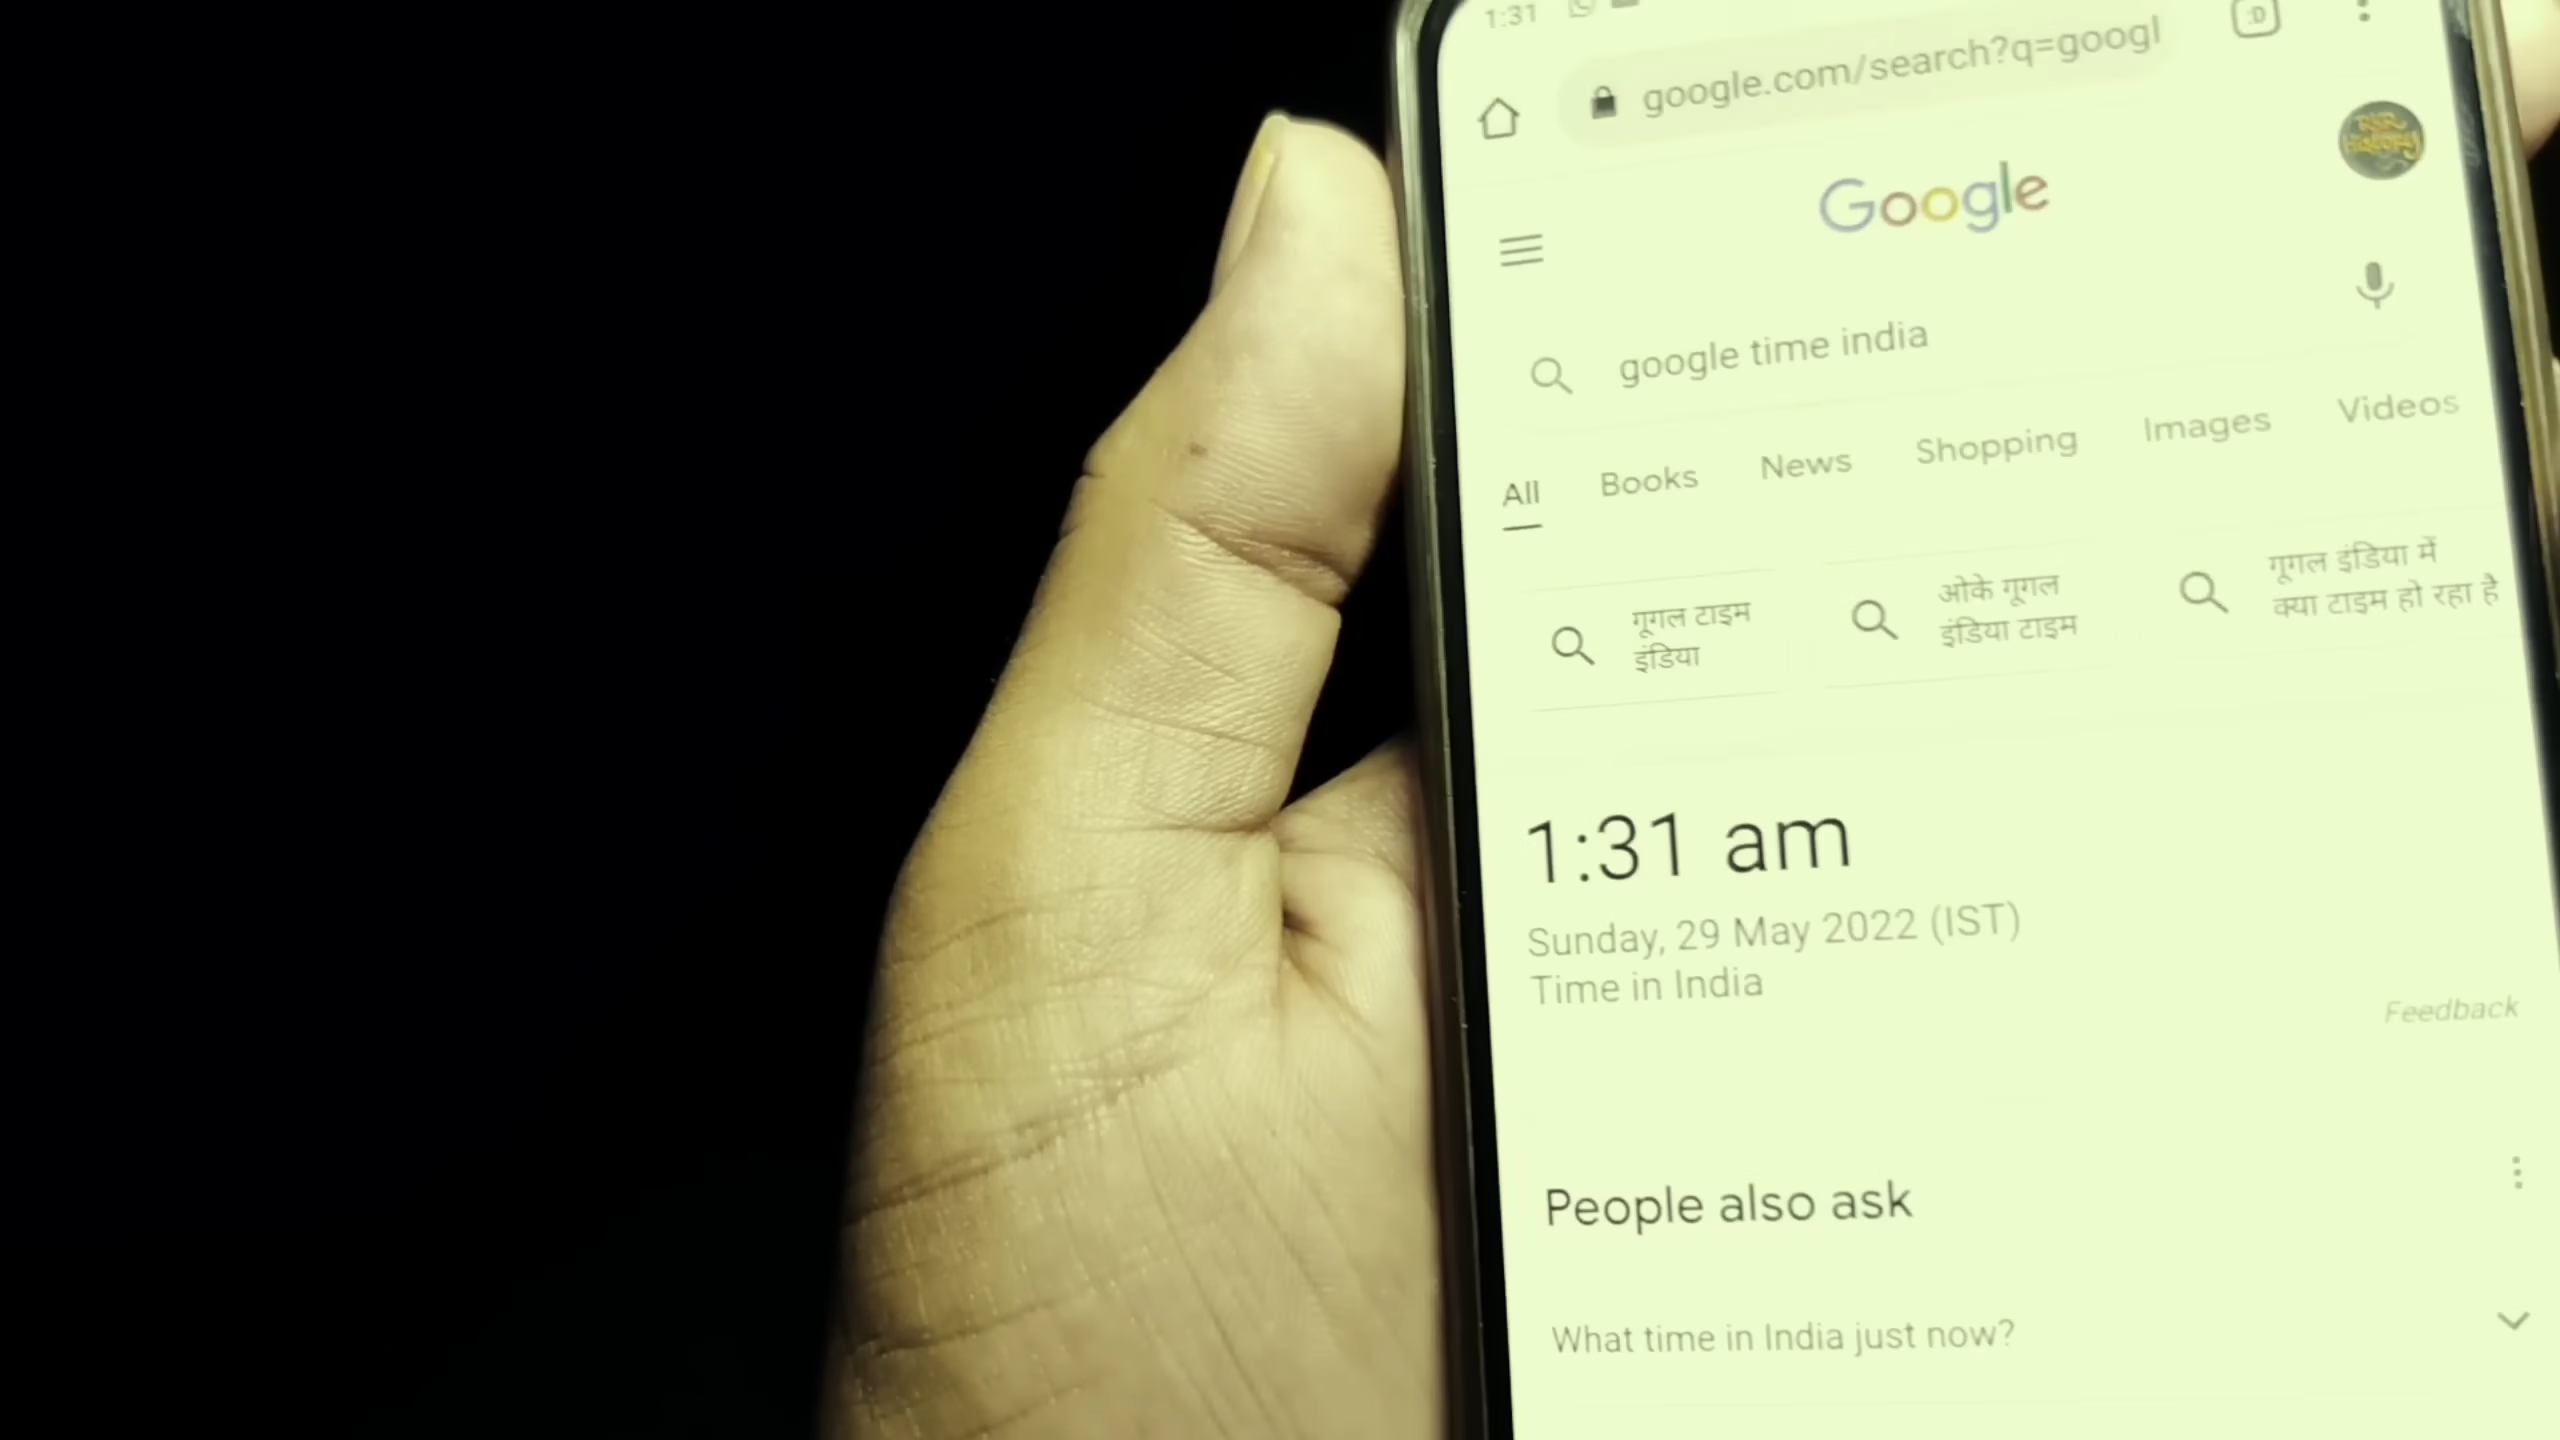 1:31
google.com/search?q=googl
:D
Google
google time india
All Books News Shopping Images Videos
गूगल टाइम
इंडिया
ओके गूगल
इंडिया टाइम
गूगल इंडिया में
क्या टाइम हो रहा है
1:31 am
Sunday, 29 May 2022 (IST)
Time in India
Feedback
People also ask
What time in India just now?